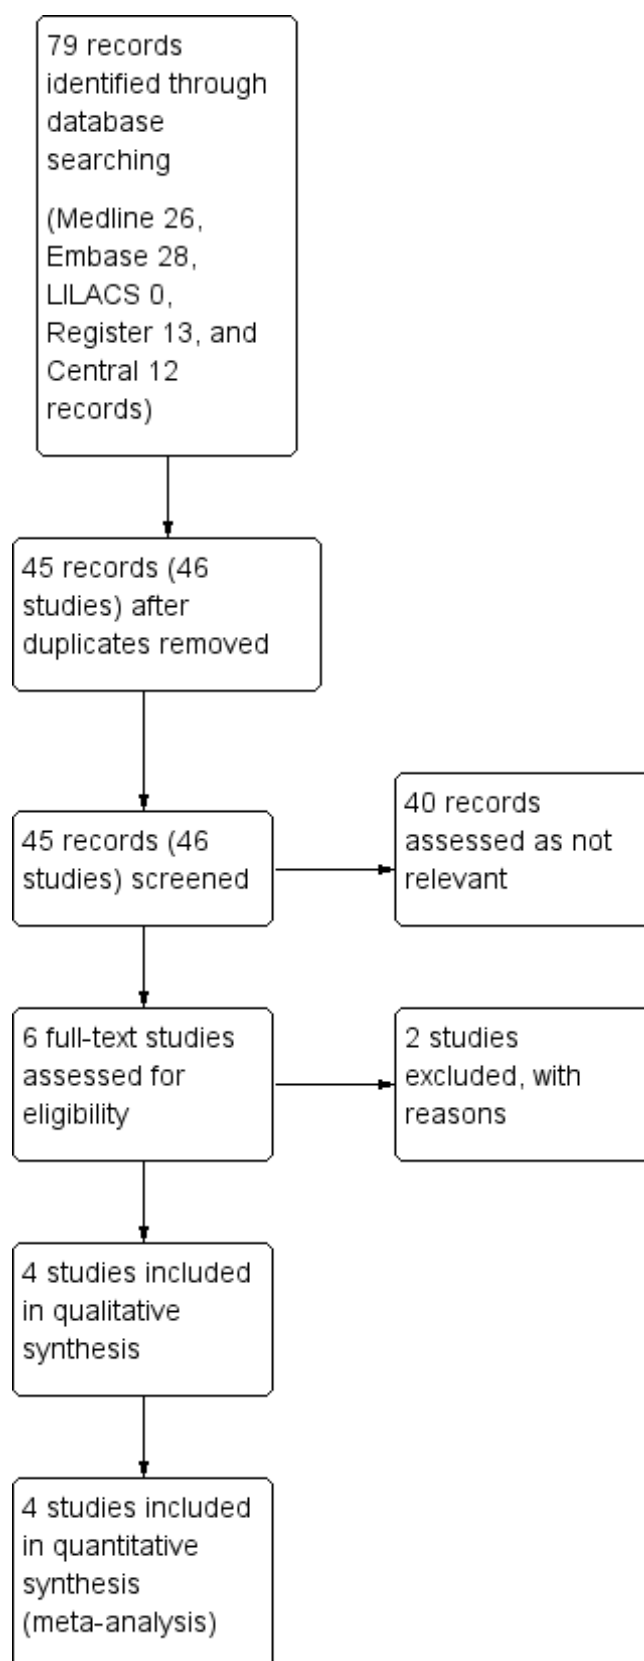 79 records
identified through
database
searching
(Medline 26,
Embase 28,
LILACS 0,
Register 13, and
Central 12
records)
45 records (46
studies) after
duplicates removed
45 records (46
studies) screened
40 records
assessed as not
relevant
6 full-text studies
assessed for
eligibility
2 studies
excluded, with
reasons
4 studies included
in qualitative
synthesis
4 studies included
in quantitative
synthesis
(meta-analysis)